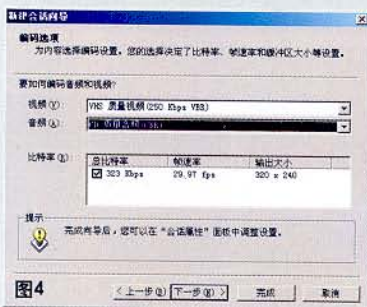 新建会话向导
编码选项
为内容选择编码设置。您的选择决定了比特率、帧速率和缓冲区大小等设置。
要如何编码音频和视频?
视频(V): VHS 质量视频(250 Kbps VBR)
音频(A):
比特率(B): 总比特率 帧速率 输出大小
323 Kbps 29.97 fps 320 x 240
提示
完成向导后，您可以在“会话属性”面板中调整设置。
图4 <上一步(B) 下一步(N)> 完成 取消